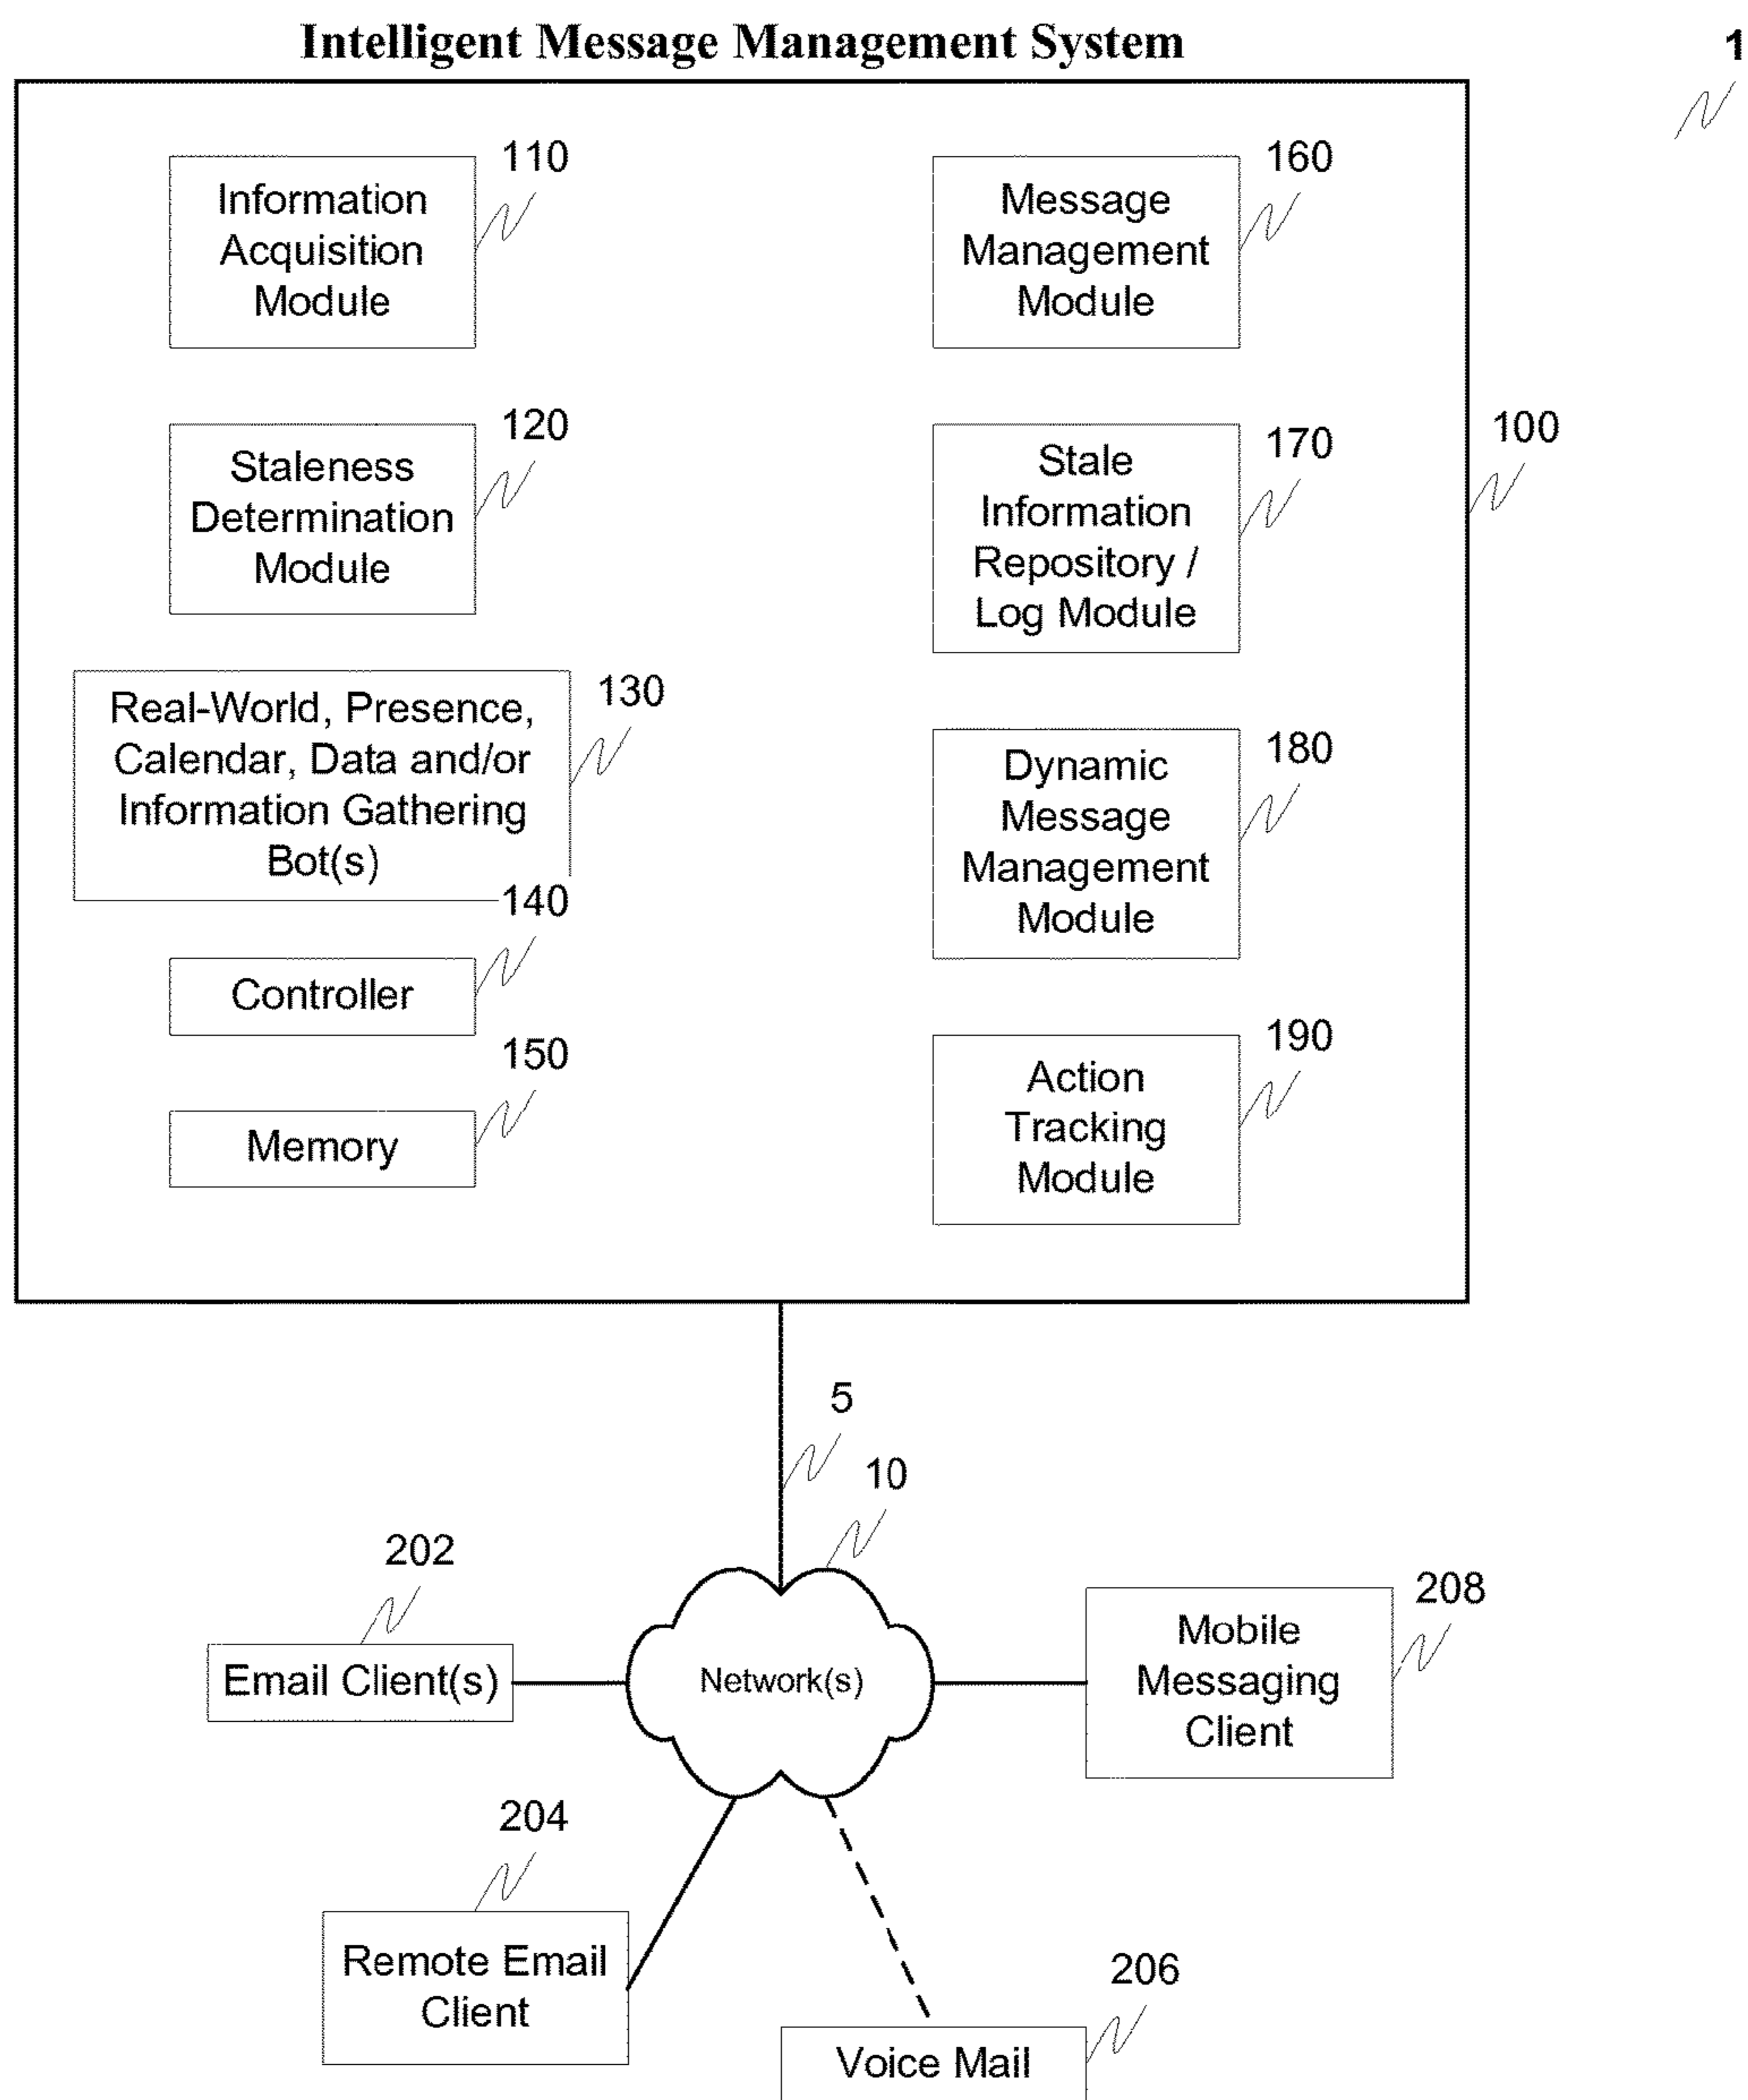 Intelligent Message Management System
1
110
Information
Acquisition
Module
160
Message
Management
Module
120
Staleness
Determination
Module
170
Stale
Information
Repository /
Log Module
100
130
Real-World, Presence,
Calendar, Data and/or
Information Gathering
Bot(s)
180
Dynamic
Message
Management
Module
140
Controller
150
Memory
190
Action
Tracking
Module
5
10
202
Email Client(s)
Network(s)
208
Mobile
Messaging
Client
204
Remote Email
Client
206
Voice Mail